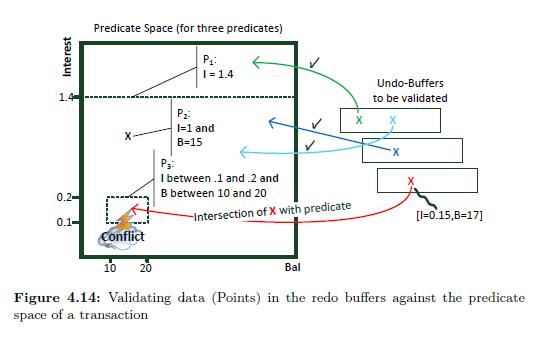 Predicate Space (for three predicates)
Interest
P₁:
I = 1.4
✓
Undo-Buffers
to be validated
1.4
P₂:
I=1 and
B=15
X
✓
✓
X X
X
P₃:
I between .1 and .2 and
B between 10 and 20
X
0.2
0.1
Intersection of X with predicate
[I=0.15,B=17]
Conflict
10 20 Bal
Figure 4.14: Validating data (Points) in the redo buffers against the predicate
space of a transaction